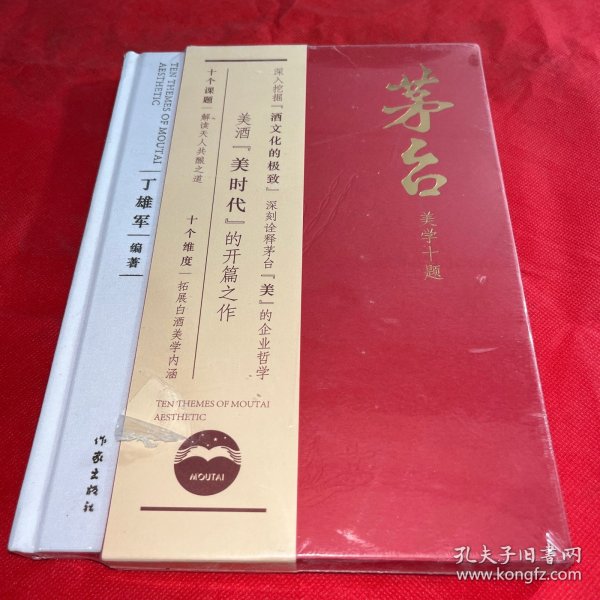 茅台
美学十题
深入挖掘『酒文化的极致』 深刻诠释茅台『美』的企业哲学
美酒『美时代』的开篇之作
十个课题 | 解读天人共酿之道
十个维度 | 拓展白酒美学内涵
TEN THEMES OF MOUTAI
AESTHETIC
MOUTAI
TEN THEMES OF MOUTAI
AESTHETIC
丁雄军 | 编著
作家出版社
孔夫子旧书网
www.kongfz.com